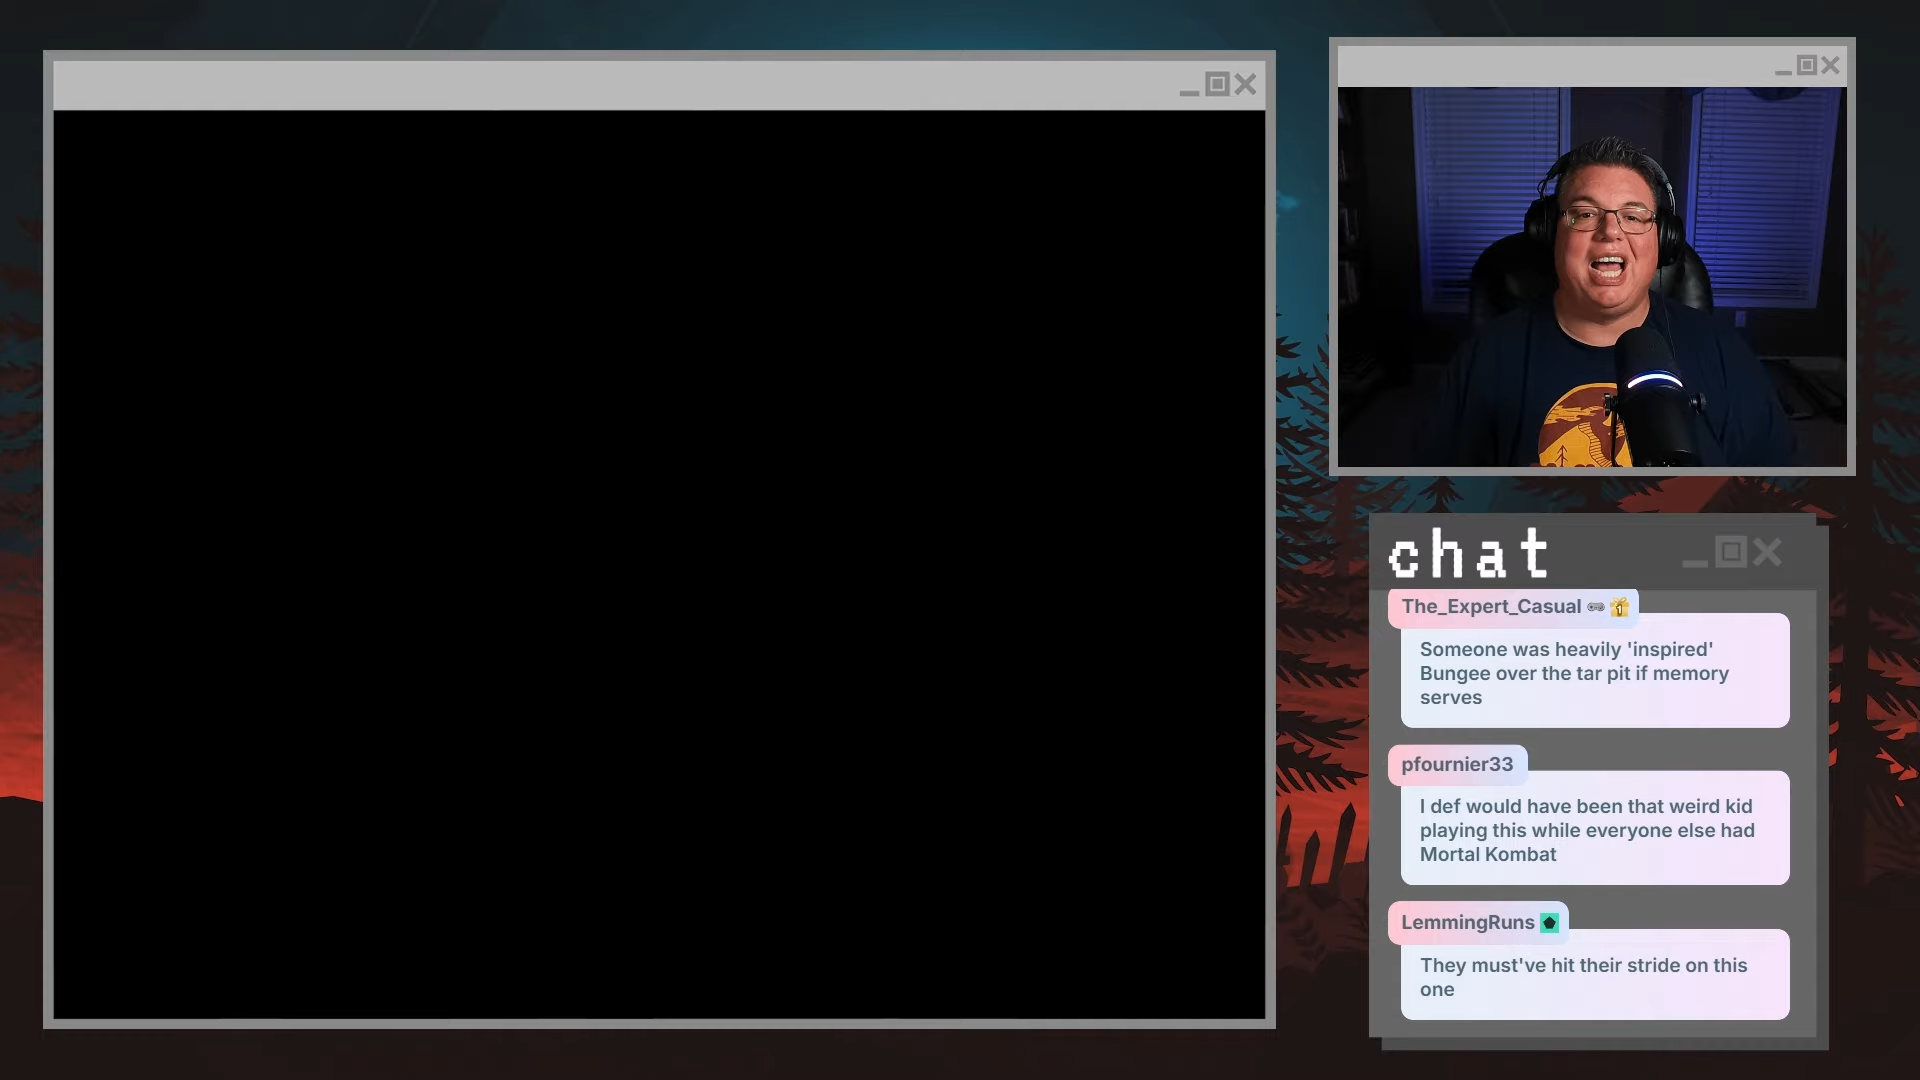 chat
The_Expert_Casual
Someone was heavily 'inspired'
Bungee over the tar pit if memory
serves
pfournier33
I def would have been that weird kid
playing this while everyone else had
Mortal Kombat
LemmingRuns
They must've hit their stride on this
one